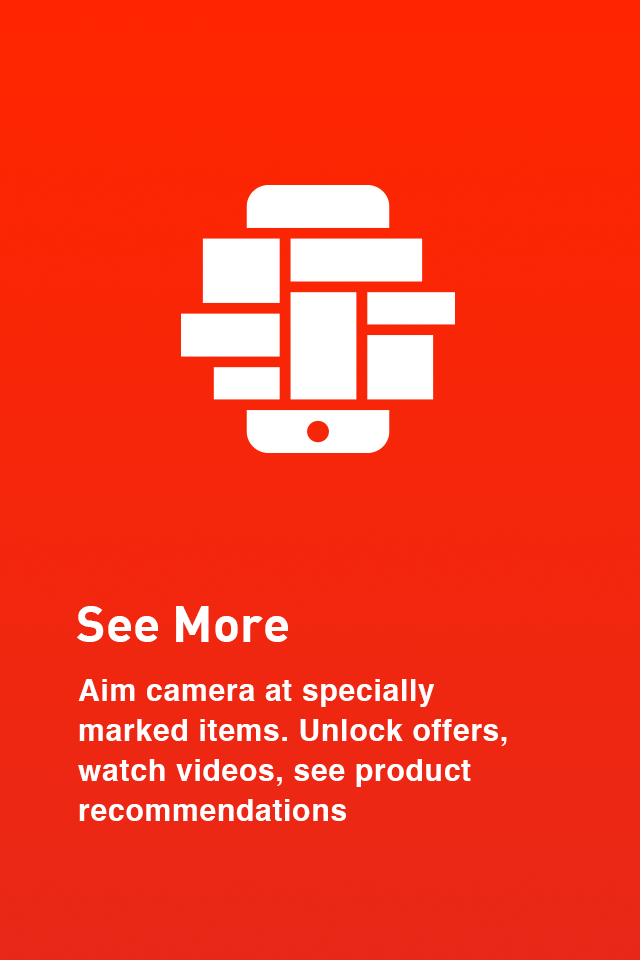 See More
Aim camera at specially
marked items. Unlock offers,
watch videos, see product
recommendations